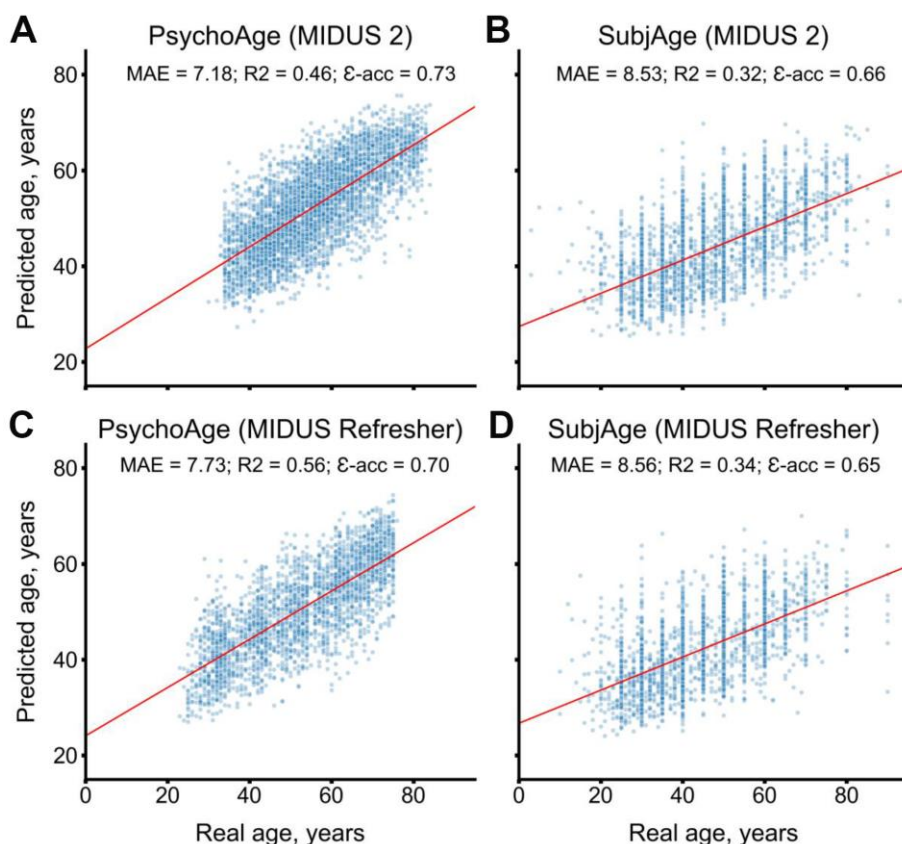 A PsychoAge (MIDUS 2)
MAE = 7.18; R2 = 0.46; Ɛ-acc = 0.73
80
60
40
20
Predicted age, years
B SubjAge (MIDUS 2)
MAE = 8.53; R2 = 0.32; Ɛ-acc = 0.66
C PsychoAge (MIDUS Refresher)
MAE = 7.73; R2 = 0.56; Ɛ-acc = 0.70
80
60
40
20
Predicted age, years
0 20 40 60 80
Real age, years
D SubjAge (MIDUS Refresher)
MAE = 8.56; R2 = 0.34; Ɛ-acc = 0.65
0 20 40 60 80
Real age, years